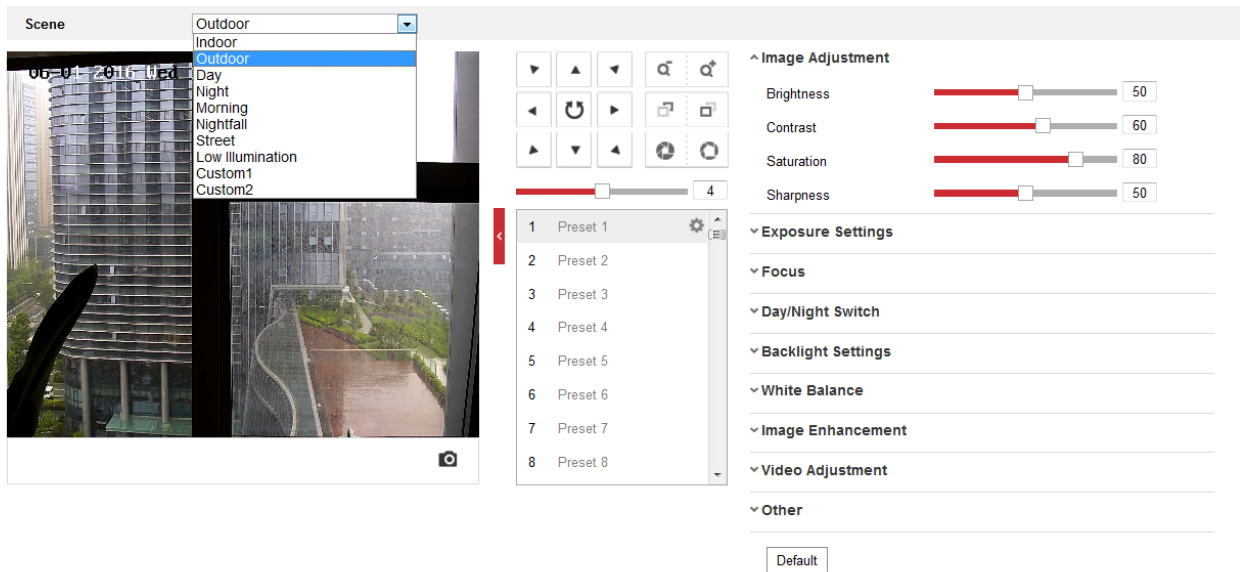 Scene
Outdoor
Indoor
Outdoor
Day
Night
Morning
Nightfall
Street
Low Illumination
Custom1
Custom2
Wed
4
1 Preset 1
2 Preset 2
3 Preset 3
4 Preset 4
5 Preset 5
6 Preset 6
7 Preset 7
8 Preset 8
Image Adjustment
Brightness 50
Contrast 60
Saturation 80
Sharpness 50
Exposure Settings
Focus
Day/Night Switch
Backlight Settings
White Balance
Image Enhancement
Video Adjustment
Other
Default